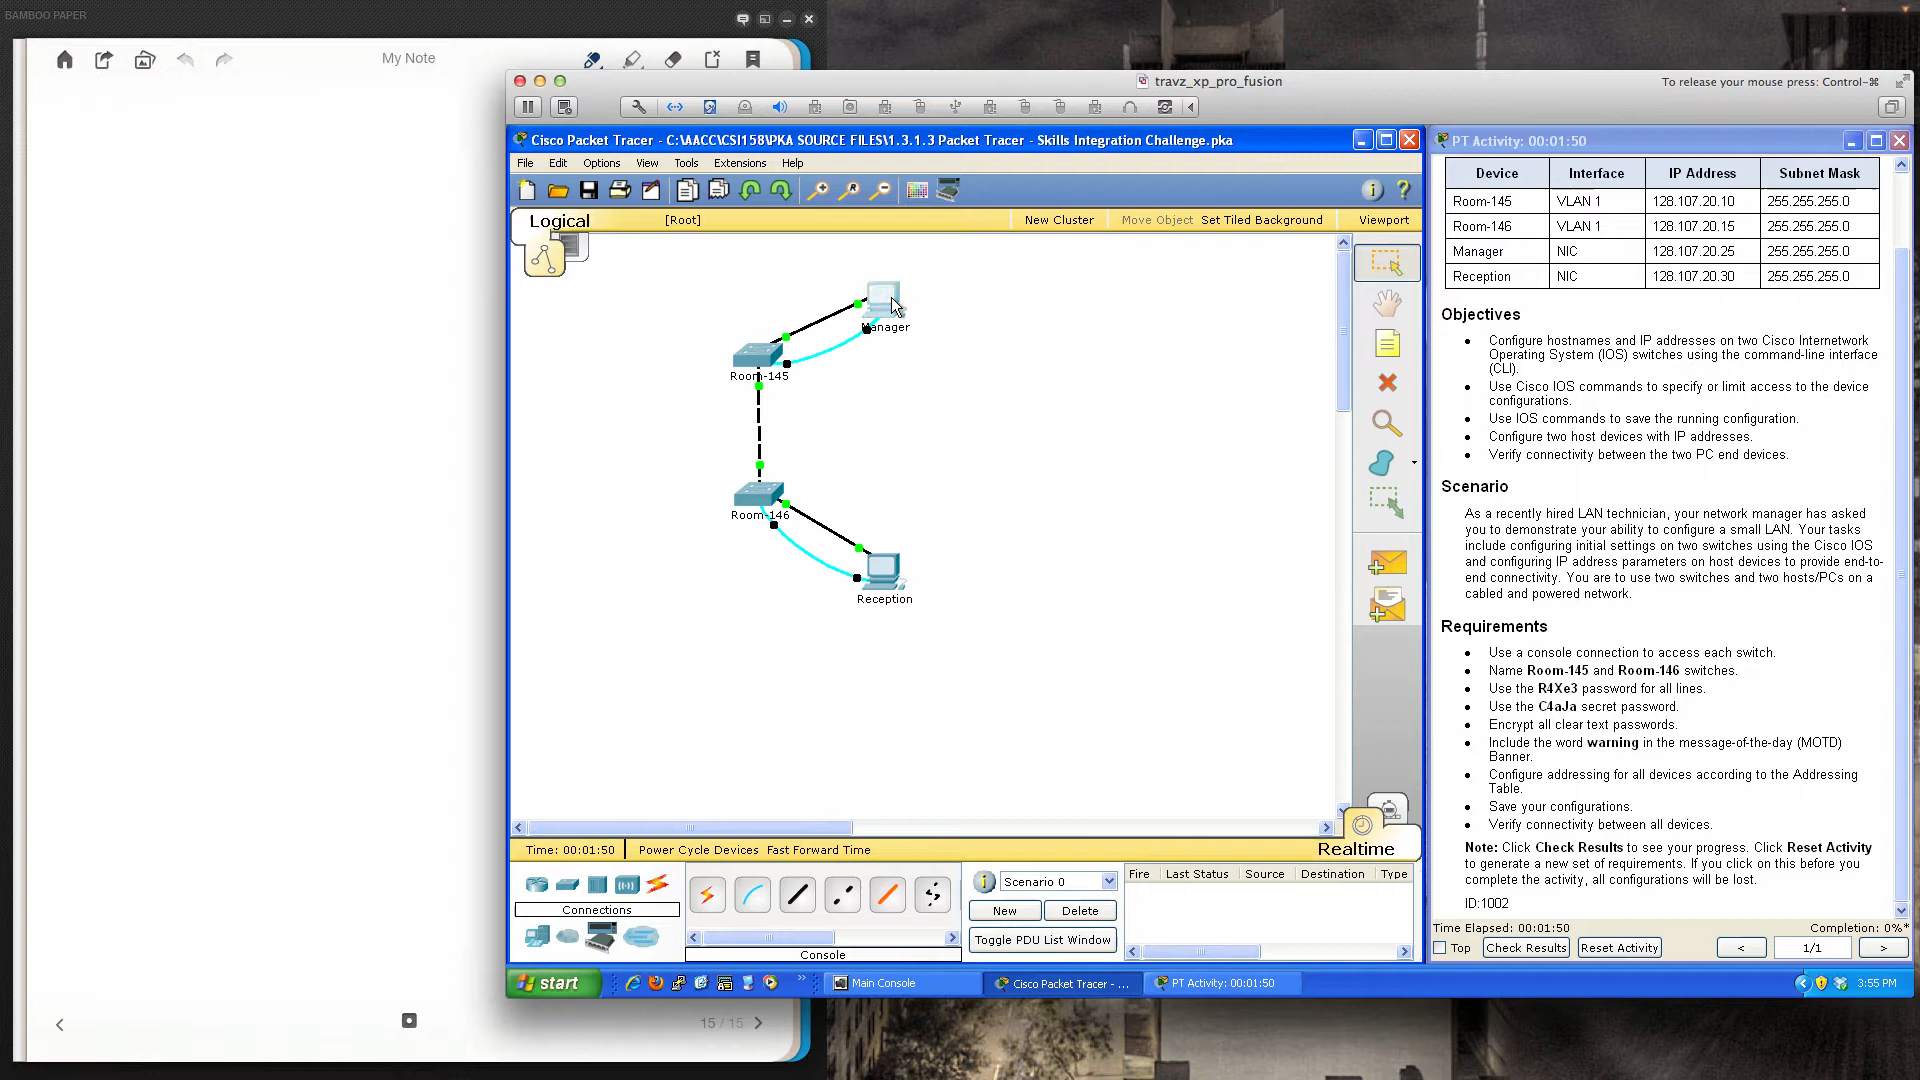 BAMBOO PAPER
My Note
travz_xp_pro_fusion
To release your mouse press: Control-⌘
Cisco Packet Tracer - C:\AACC\CSI158\PKA SOURCE FILES\1.3.1.3 Packet Tracer - Skills Integration Challenge.pka
File Edit Options View Tools Extensions Help
Logical
[Root]
New Cluster
Move Object
Set Tiled Background
Viewport
Manager
Room-145
Room-146
Reception
Time: 00:01:50
Power Cycle Devices Fast Forward Time
Realtime
Connections
Console
Scenario 0
New
Delete
Toggle PDU List Window
Fire Last Status Source Destination Type
PT Activity: 00:01:50
Device Interface IP Address Subnet Mask
Room-145 VLAN 1 128.107.20.10 255.255.255.0
Room-146 VLAN 1 128.107.20.15 255.255.255.0
Manager NIC 128.107.20.25 255.255.255.0
Reception NIC 128.107.20.30 255.255.255.0
Objectives
Configure hostnames and IP addresses on two Cisco Internetwork
Operating System (IOS) switches using the command-line interface
(CLI).
Use Cisco IOS commands to specify or limit access to the device
configurations.
Use IOS commands to save the running configuration.
Configure two host devices with IP addresses.
Verify connectivity between the two PC end devices.
Scenario
As a recently hired LAN technician, your network manager has asked
you to demonstrate your ability to configure a small LAN. Your tasks
include configuring initial settings on two switches using the Cisco IOS
and configuring IP address parameters on host devices to provide end-to-
end connectivity. You are to use two switches and two hosts/PCs on a
cabled and powered network.
Requirements
Use a console connection to access each switch.
Name Room-145 and Room-146 switches.
Use the R4Xe3 password for all lines.
Use the C4aJa secret password.
Encrypt all clear text passwords.
Include the word warning in the message-of-the-day (MOTD)
Banner.
Configure addressing for all devices according to the Addressing
Table.
Save your configurations.
Verify connectivity between all devices.
Note: Click Check Results to see your progress. Click Reset Activity
to generate a new set of requirements. If you click on this before you
complete the activity, all configurations will be lost.
ID:1002
Time Elapsed: 00:01:50
Completion: 0%*
Top
Check Results
Reset Activity
<
1/1
>
start
Main Console
Cisco Packet Tracer - ...
PT Activity: 00:01:50
3:55 PM
15 / 15